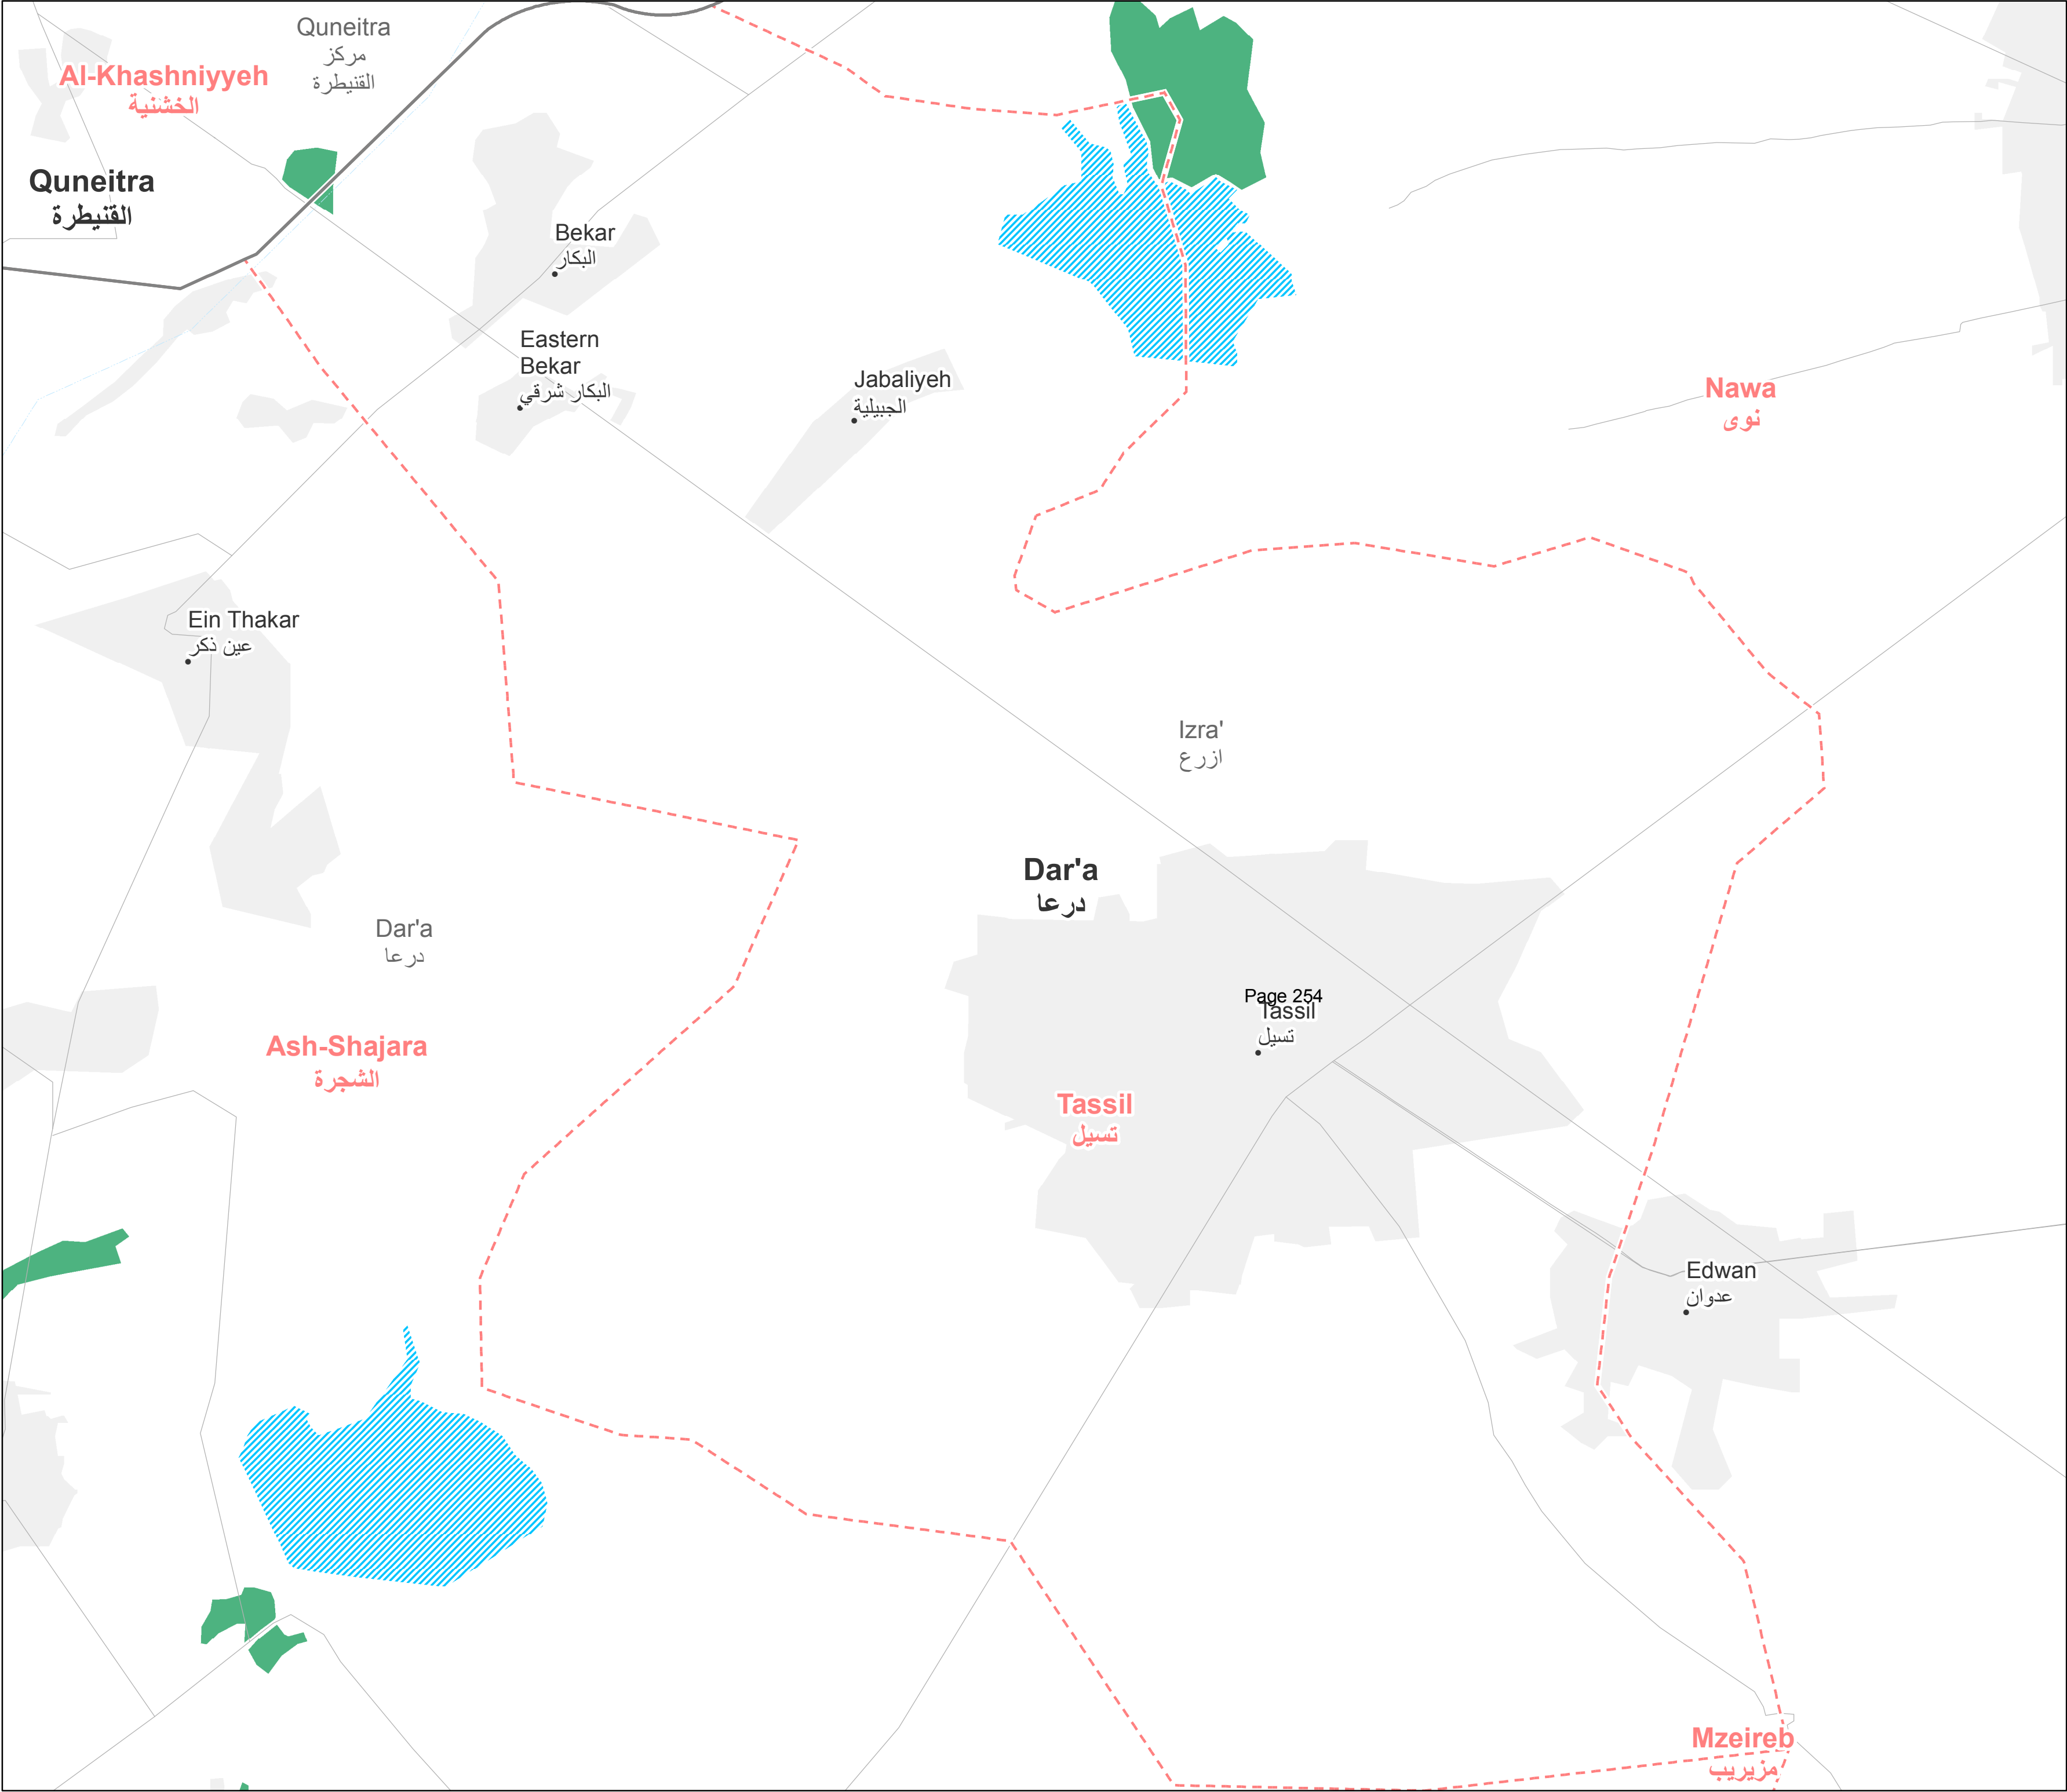 Quneitra
مركز
القنيطرة
Al-Khashniyyeh
الخشنية
Quneitra
القنيطرة
Bekar
البكار
Eastern
Bekar
البكار شرقي
Jabaliyeh
الجبيلية
Nawa
نوى
Ein Thakar
عين ذكر
Izra'
ازرع
Dar'a
درعا
Dar'a
درعا
Page 254
Tassil
تسيل
Ash-Shajara
الشجرة
Tassil
تسيل
Edwan
عدوان
Mzeireb
مزيريب